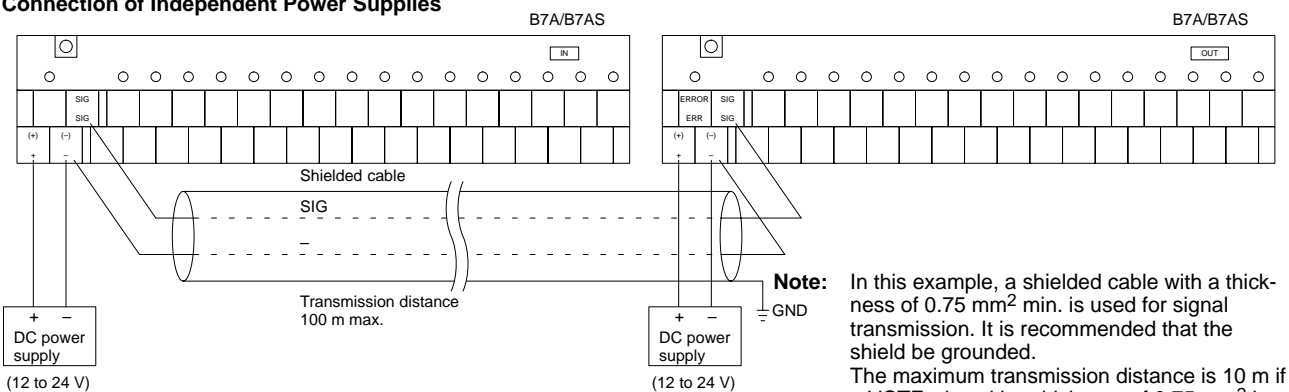 Connection of Independent Power Supplies
B7A/B7AS
B7A/B7AS
IN
OUT
SIG
SIG
(+)
(–)
+
–
ERROR
SIG
ERR
SIG
(+)
(–)
+
–
Shielded cable
SIG
–
Transmission distance
100 m max.
+ –
DC power
supply
(12 to 24 V)
+ –
DC power
supply
(12 to 24 V)
GND
Note: In this example, a shielded cable with a thick-
ness of 0.75 mm² min. is used for signal
transmission. It is recommended that the
shield be grounded.
The maximum transmission distance is 10 m if